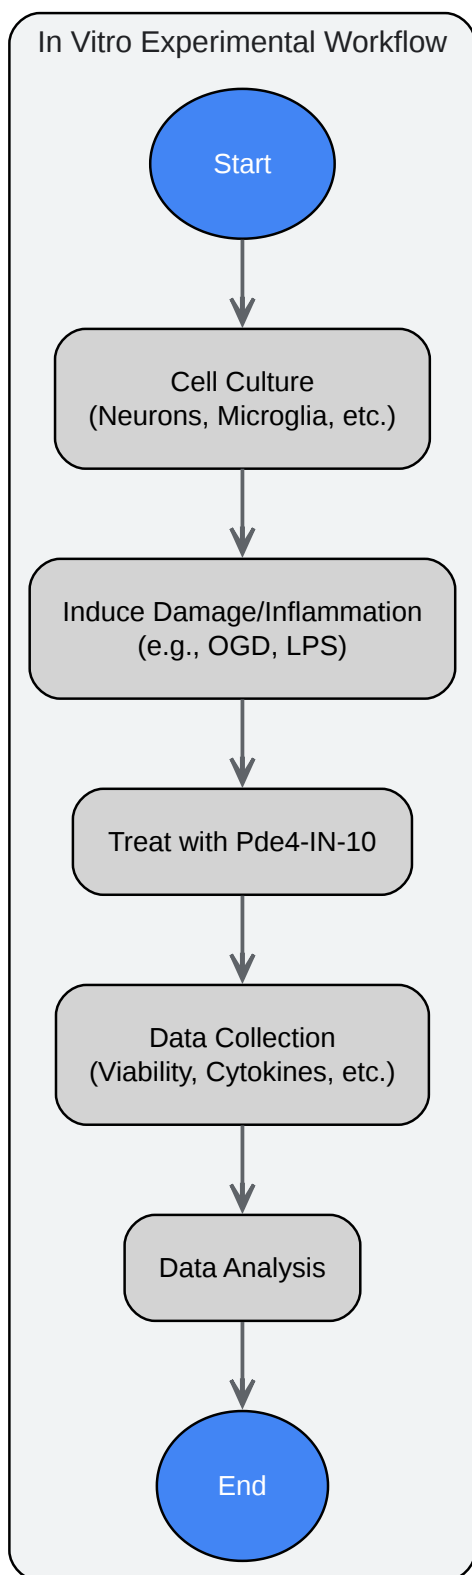 In Vitro Experimental Workflow
Start
Cell Culture
(Neurons, Microglia, etc.)
Induce Damage/Inflammation
(e.g., OGD, LPS)
Treat with Pde4-IN-10
Data Collection
(Viability, Cytokines, etc.)
Data Analysis
End